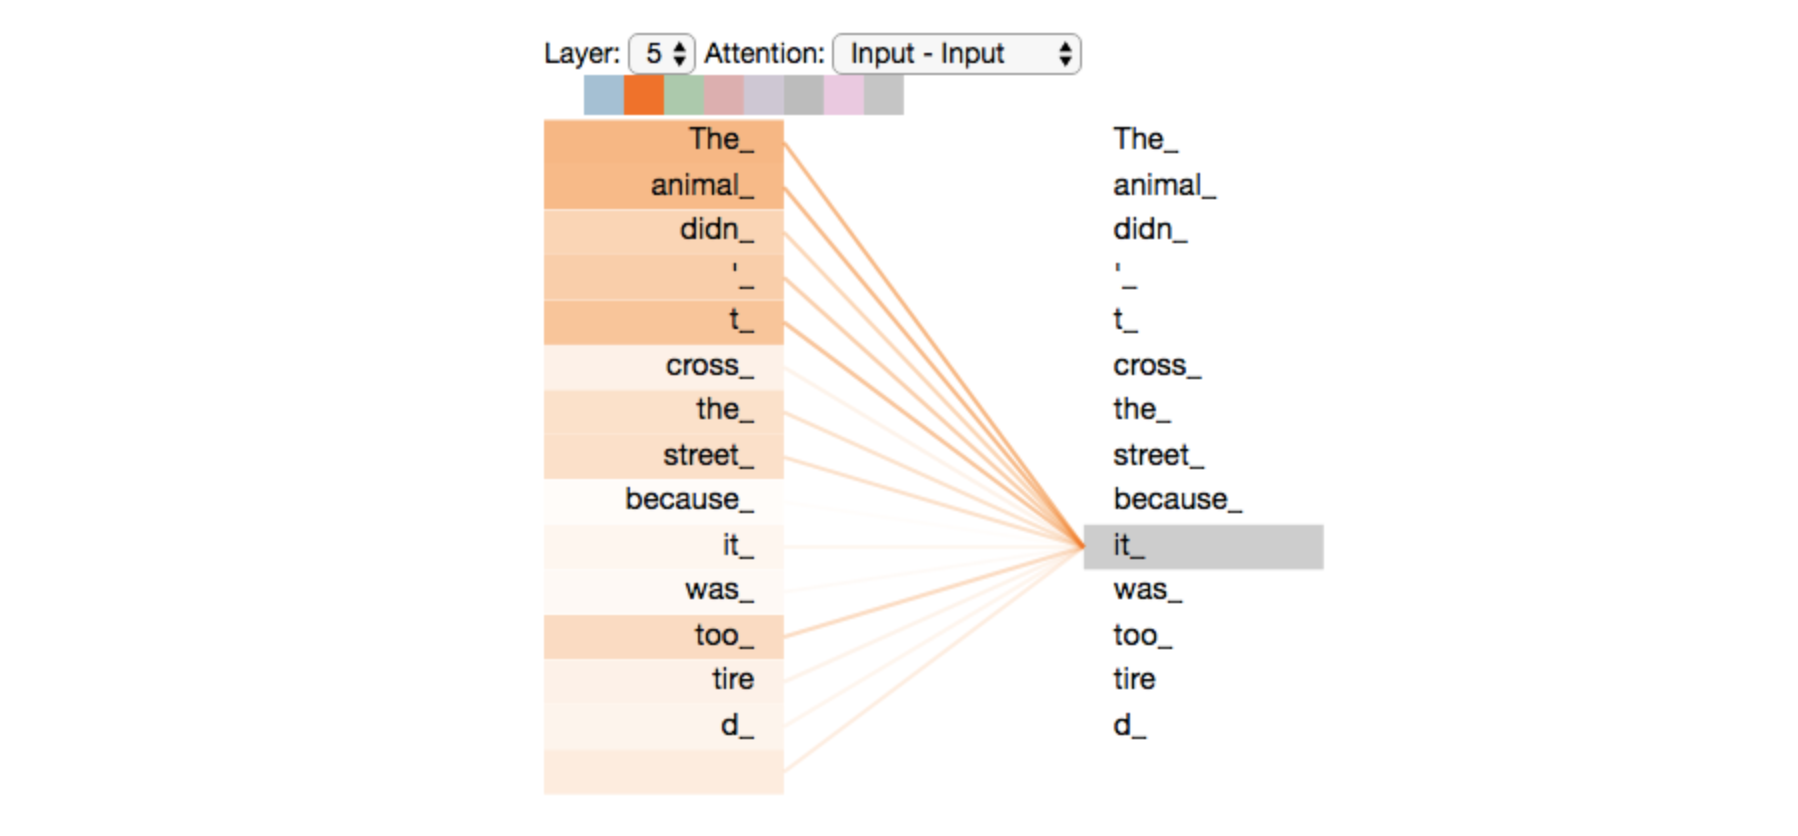 Layer: 5 Attention: Input - Input
The_ The_
animal_ animal_
didn_ didn_
'_ '_
t_ t_
cross_ cross_
the_ the_
street_ street_
because_ because_
it_ it_
was_ was_
too_ too_
tire tire
d_ d_